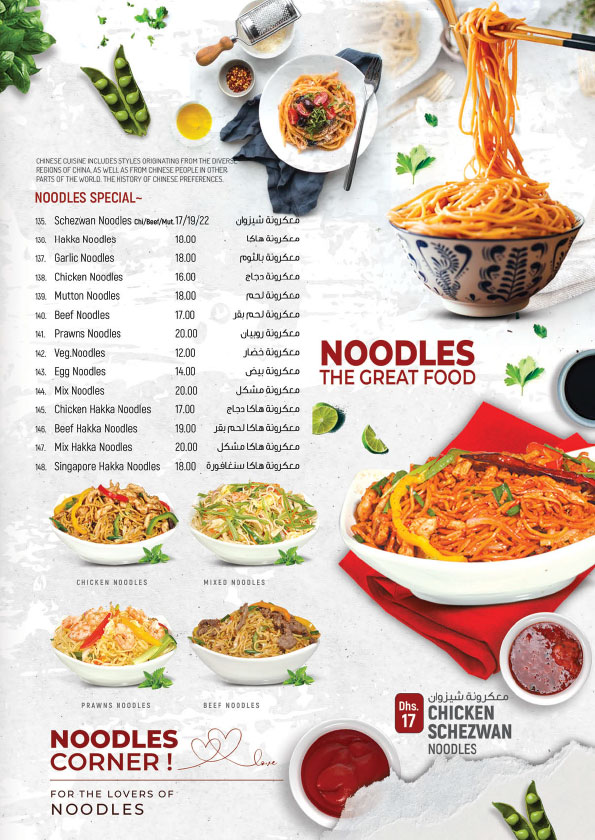 CHINESE CUISINE INCLUDES STYLES ORIGINATING FROM THE DIVERSE
REGIONS OF CHINA, AS WELL AS FROM CHINESE PEOPLE IN OTHER
PARTS OF THE WORLD. THE HISTORY OF CHINESE PREFERENCES.
NOODLES SPECIAL~
135. Schezwan Noodles Chi/Beef/Mut. 17/19/22 معكرونة شيزوان
136. Hakka Noodles 18.00 معكرونة هاكا
137. Garlic Noodles 18.00 معكرونة بالثوم
138. Chicken Noodles 16.00 معكرونة دجاج
139. Mutton Noodles 18.00 معكرونة لحم
140. Beef Noodles 17.00 معكرونة لحم بقر
141. Prawns Noodles 20.00 معكرونة روبيان
142. Veg.Noodles 12.00 معكرونة خضار
143. Egg Noodles 14.00 معكرونة بيض
144. Mix Noodles 20.00 معكرونة مشكل
145. Chicken Hakka Noodles 17.00 معكرونة هاكا دجاج
146. Beef Hakka Noodles 19.00 معكرونة هاكا لحم بقر
147. Mix Hakka Noodles 20.00 معكرونة هاكا مشكل
148. Singapore Hakka Noodles 18.00 معكرونة هاكا سنغافورة
NOODLES
THE GREAT FOOD
CHICKEN NOODLES
MIXED NOODLES
PRAWNS NOODLES
BEEF NOODLES
Dhs.
17
معكرونة شيزوان
CHICKEN
SCHEZWAN
NOODLES
NOODLES
CORNER !
love
FOR THE LOVERS OF
NOODLES